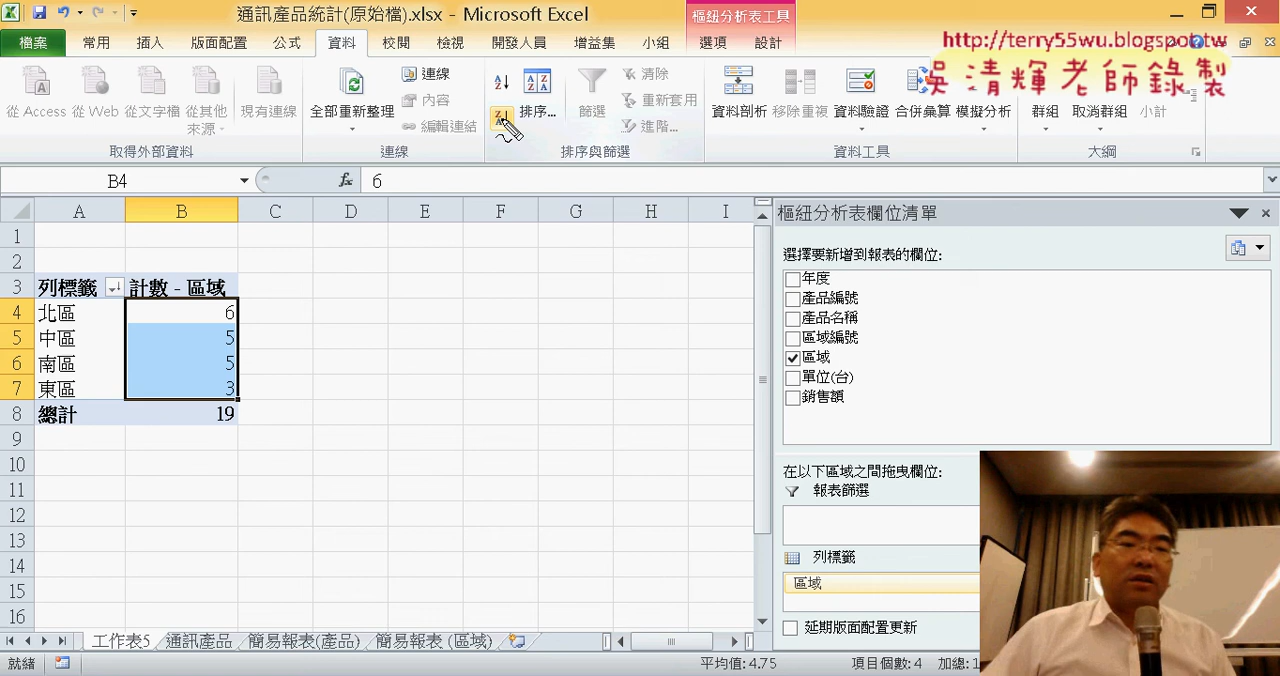 通訊產品統計(原始檔).xlsx - Microsoft Excel
樞紐分析表工具
檔案 常用 插入 版面配置 公式 資料 校閱 檢視 開發人員 增益集 小組 選項 設計
http://terry55wu.blogspot.tw
吳清輝老師錄製
從 Access 從 Web 從文字檔 從其他來源 現有連線
全部重新整理
連線
內容
編輯連結
排序...
篩選
清除
重新套用
進階...
資料剖析 移除重複 資料驗證 合併彙算 模擬分析
群組 取消群組 小計
取得外部資料 連線 排序與篩選 資料工具 大綱
B4 fx 6
A B C D E F G H I
1
2
3 列標籤 計數 - 區域
4 北區 6
5 中區 5
6 南區 5
7 東區 3
8 總計 19
9
10
11
12
13
14
15
16
樞紐分析表欄位清單
選擇要新增到報表的欄位:
年度
產品編號
產品名稱
區域編號
區域
單位(台)
銷售額
在以下區域之間拖曳欄位:
報表篩選
列標籤
區域
延期版面配置更新
工作表5 通訊產品 簡易報表(產品) 簡易報表 (區域)
就緒 平均值: 4.75 項目個數: 4 加總: 1